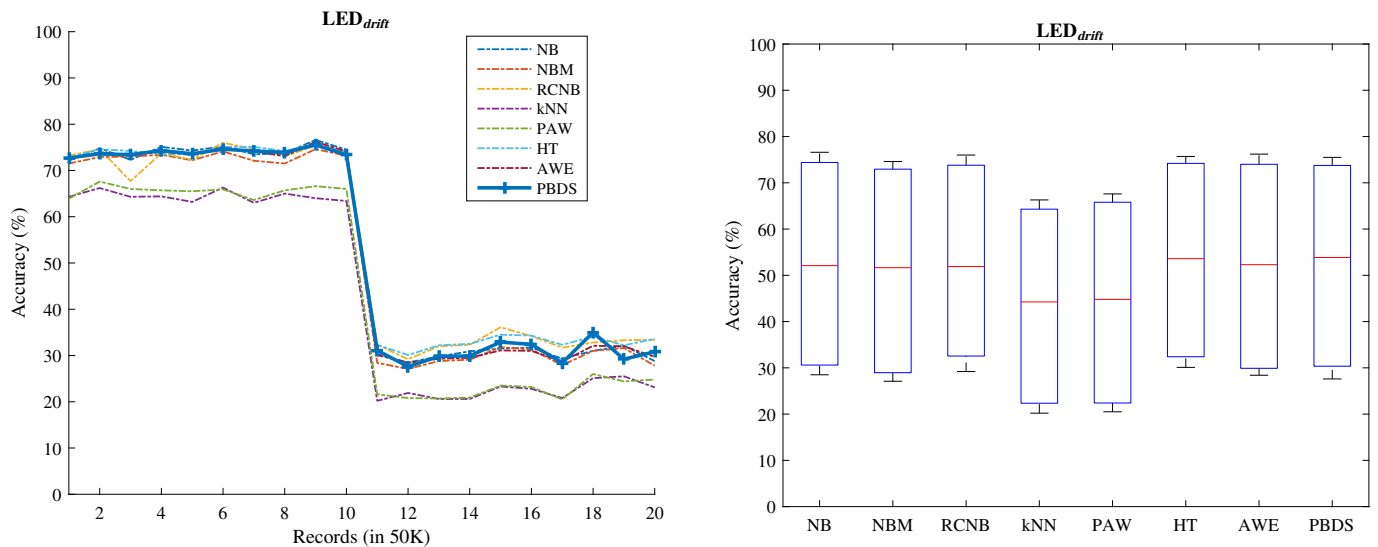 LED_drift
100
90
80
70
60
50
40
30
20
10
0
Accuracy (%)
NB
NBM
RCNB
kNN
PAW
HT
AWE
PBDS
2 4 6 8 10 12 14 16 18 20
Records (in 50K)
LED_drift
100
90
80
70
60
50
40
30
20
10
0
Accuracy (%)
NB NBM RCNB kNN PAW HT AWE PBDS